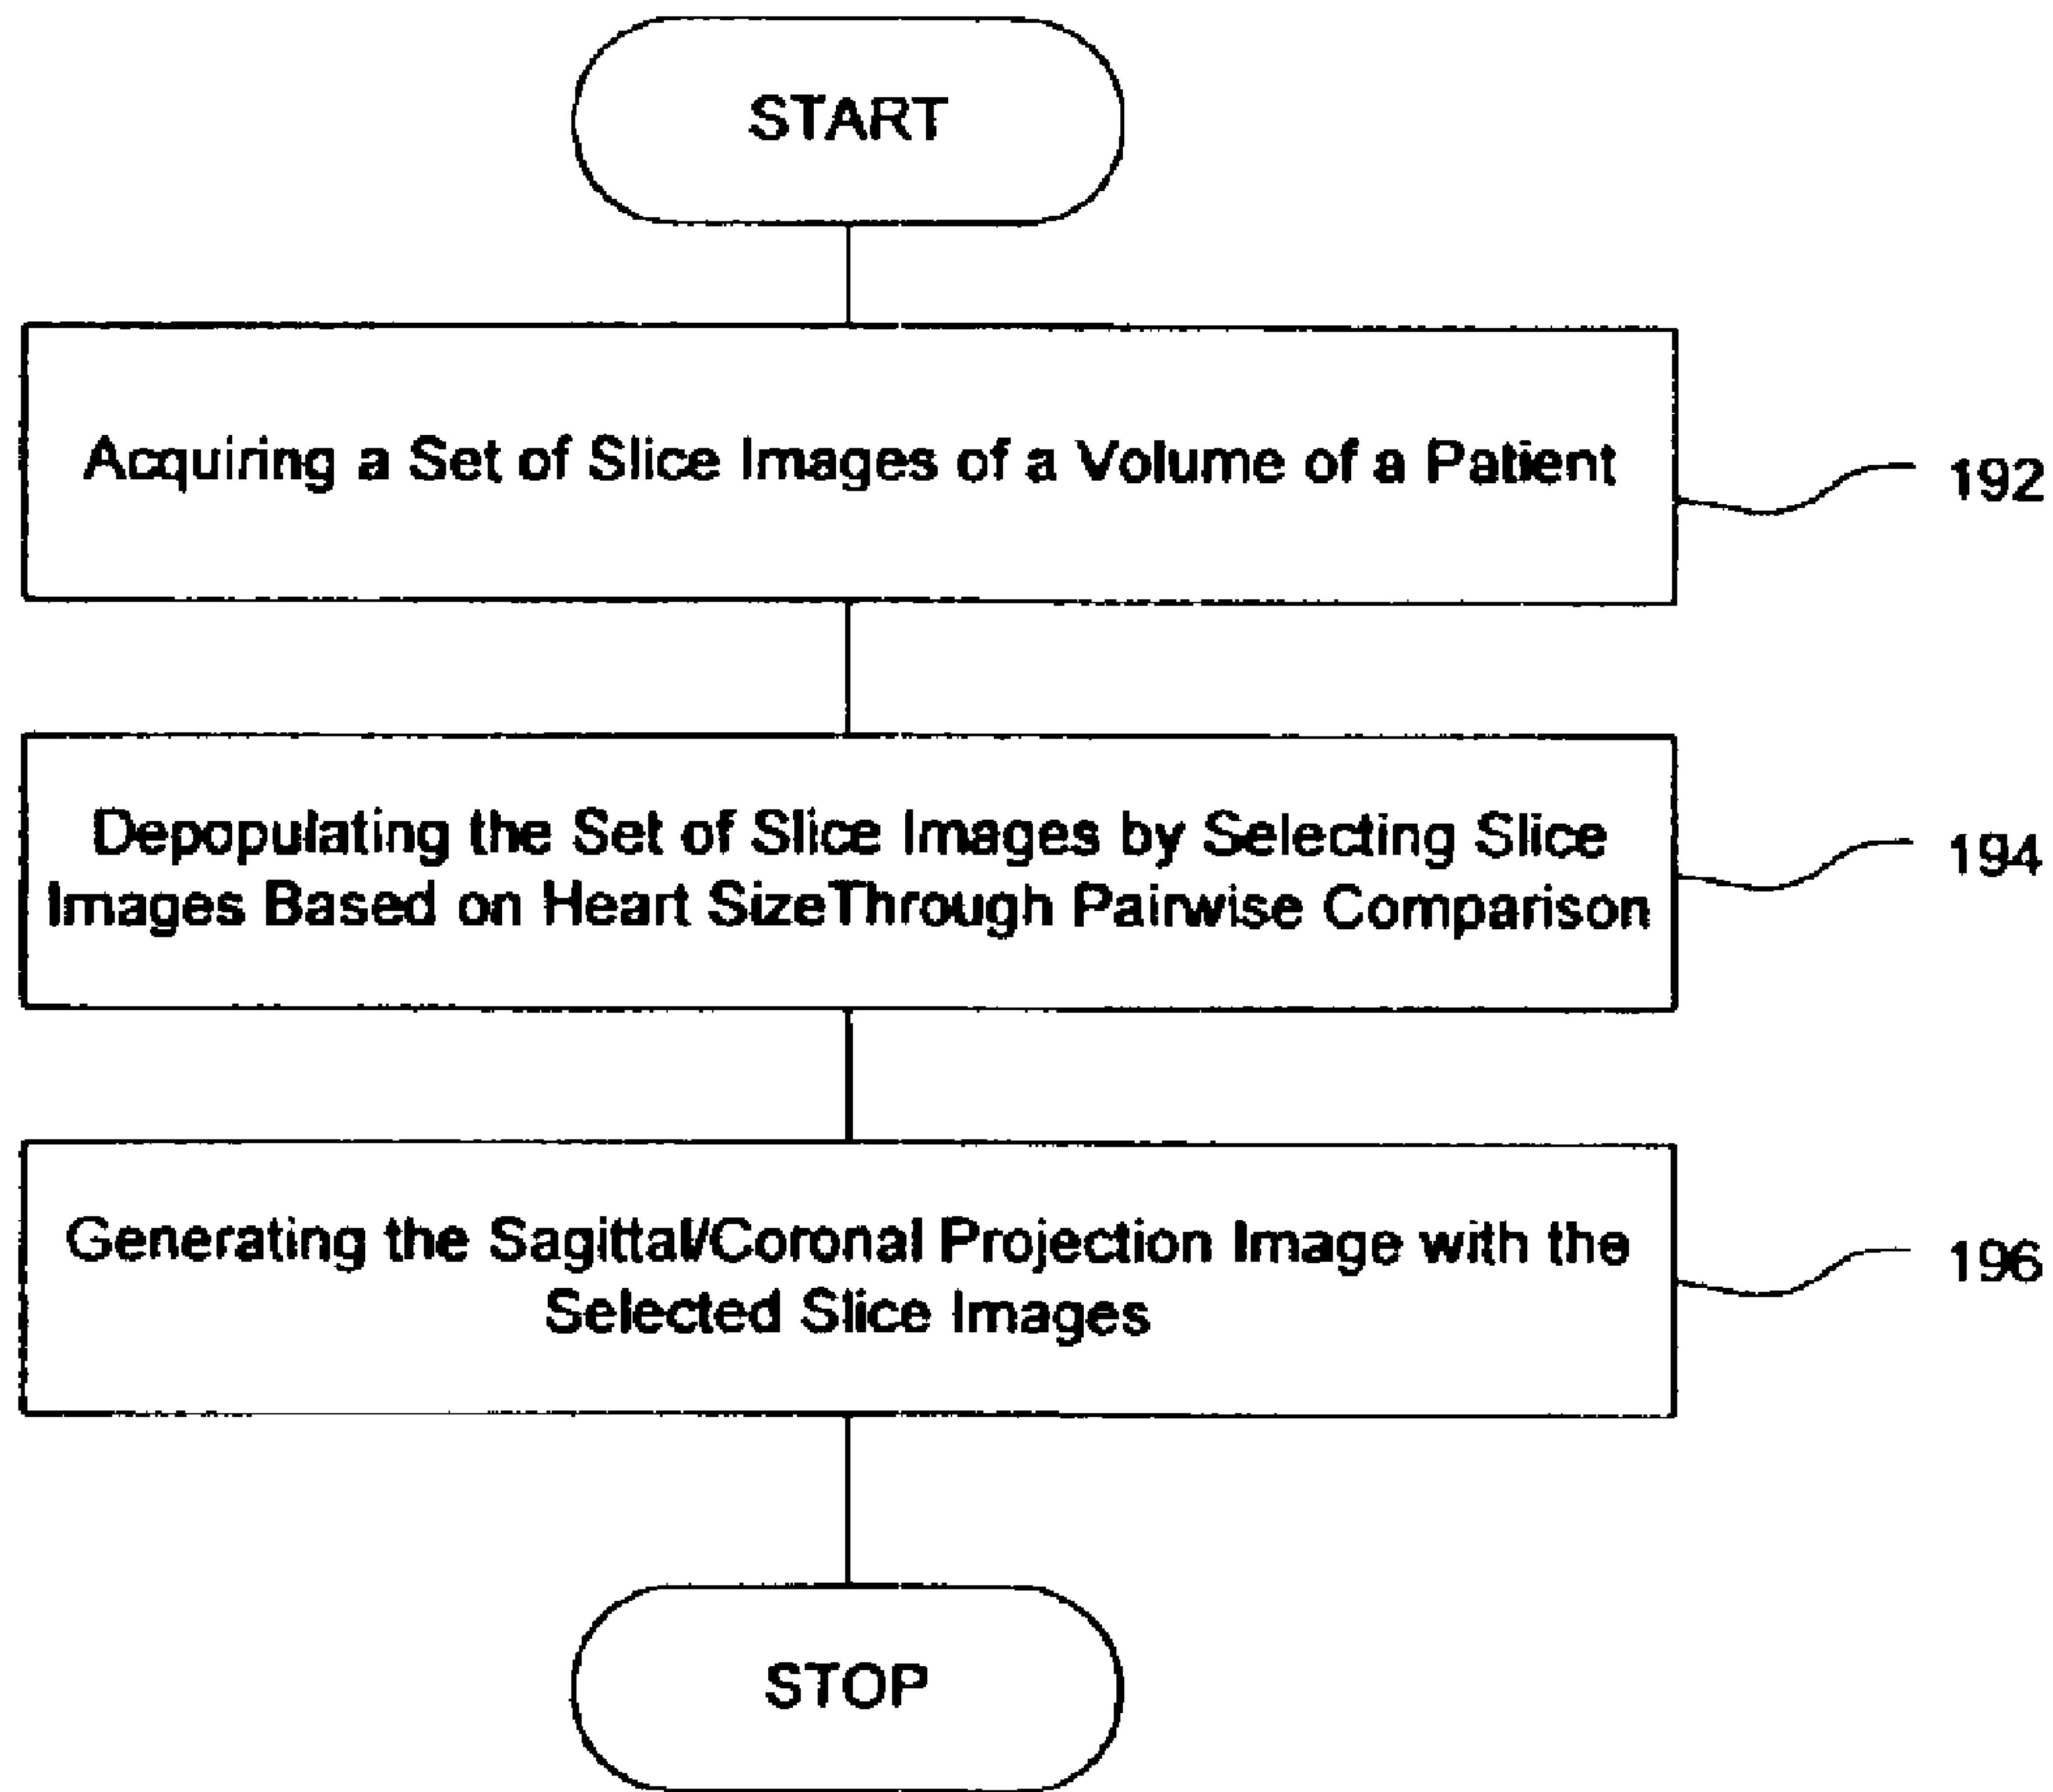 START
Acquiring a Set of Slice Images of a Volume of a Patient
192
Depopulating the Set of Slice Images by Selecting Slice
Images Based on Heart SizeThrough Pairwise Comparison
194
Generating the Sagittal/Coronal Projection Image with the
Selected Slice Images
196
STOP